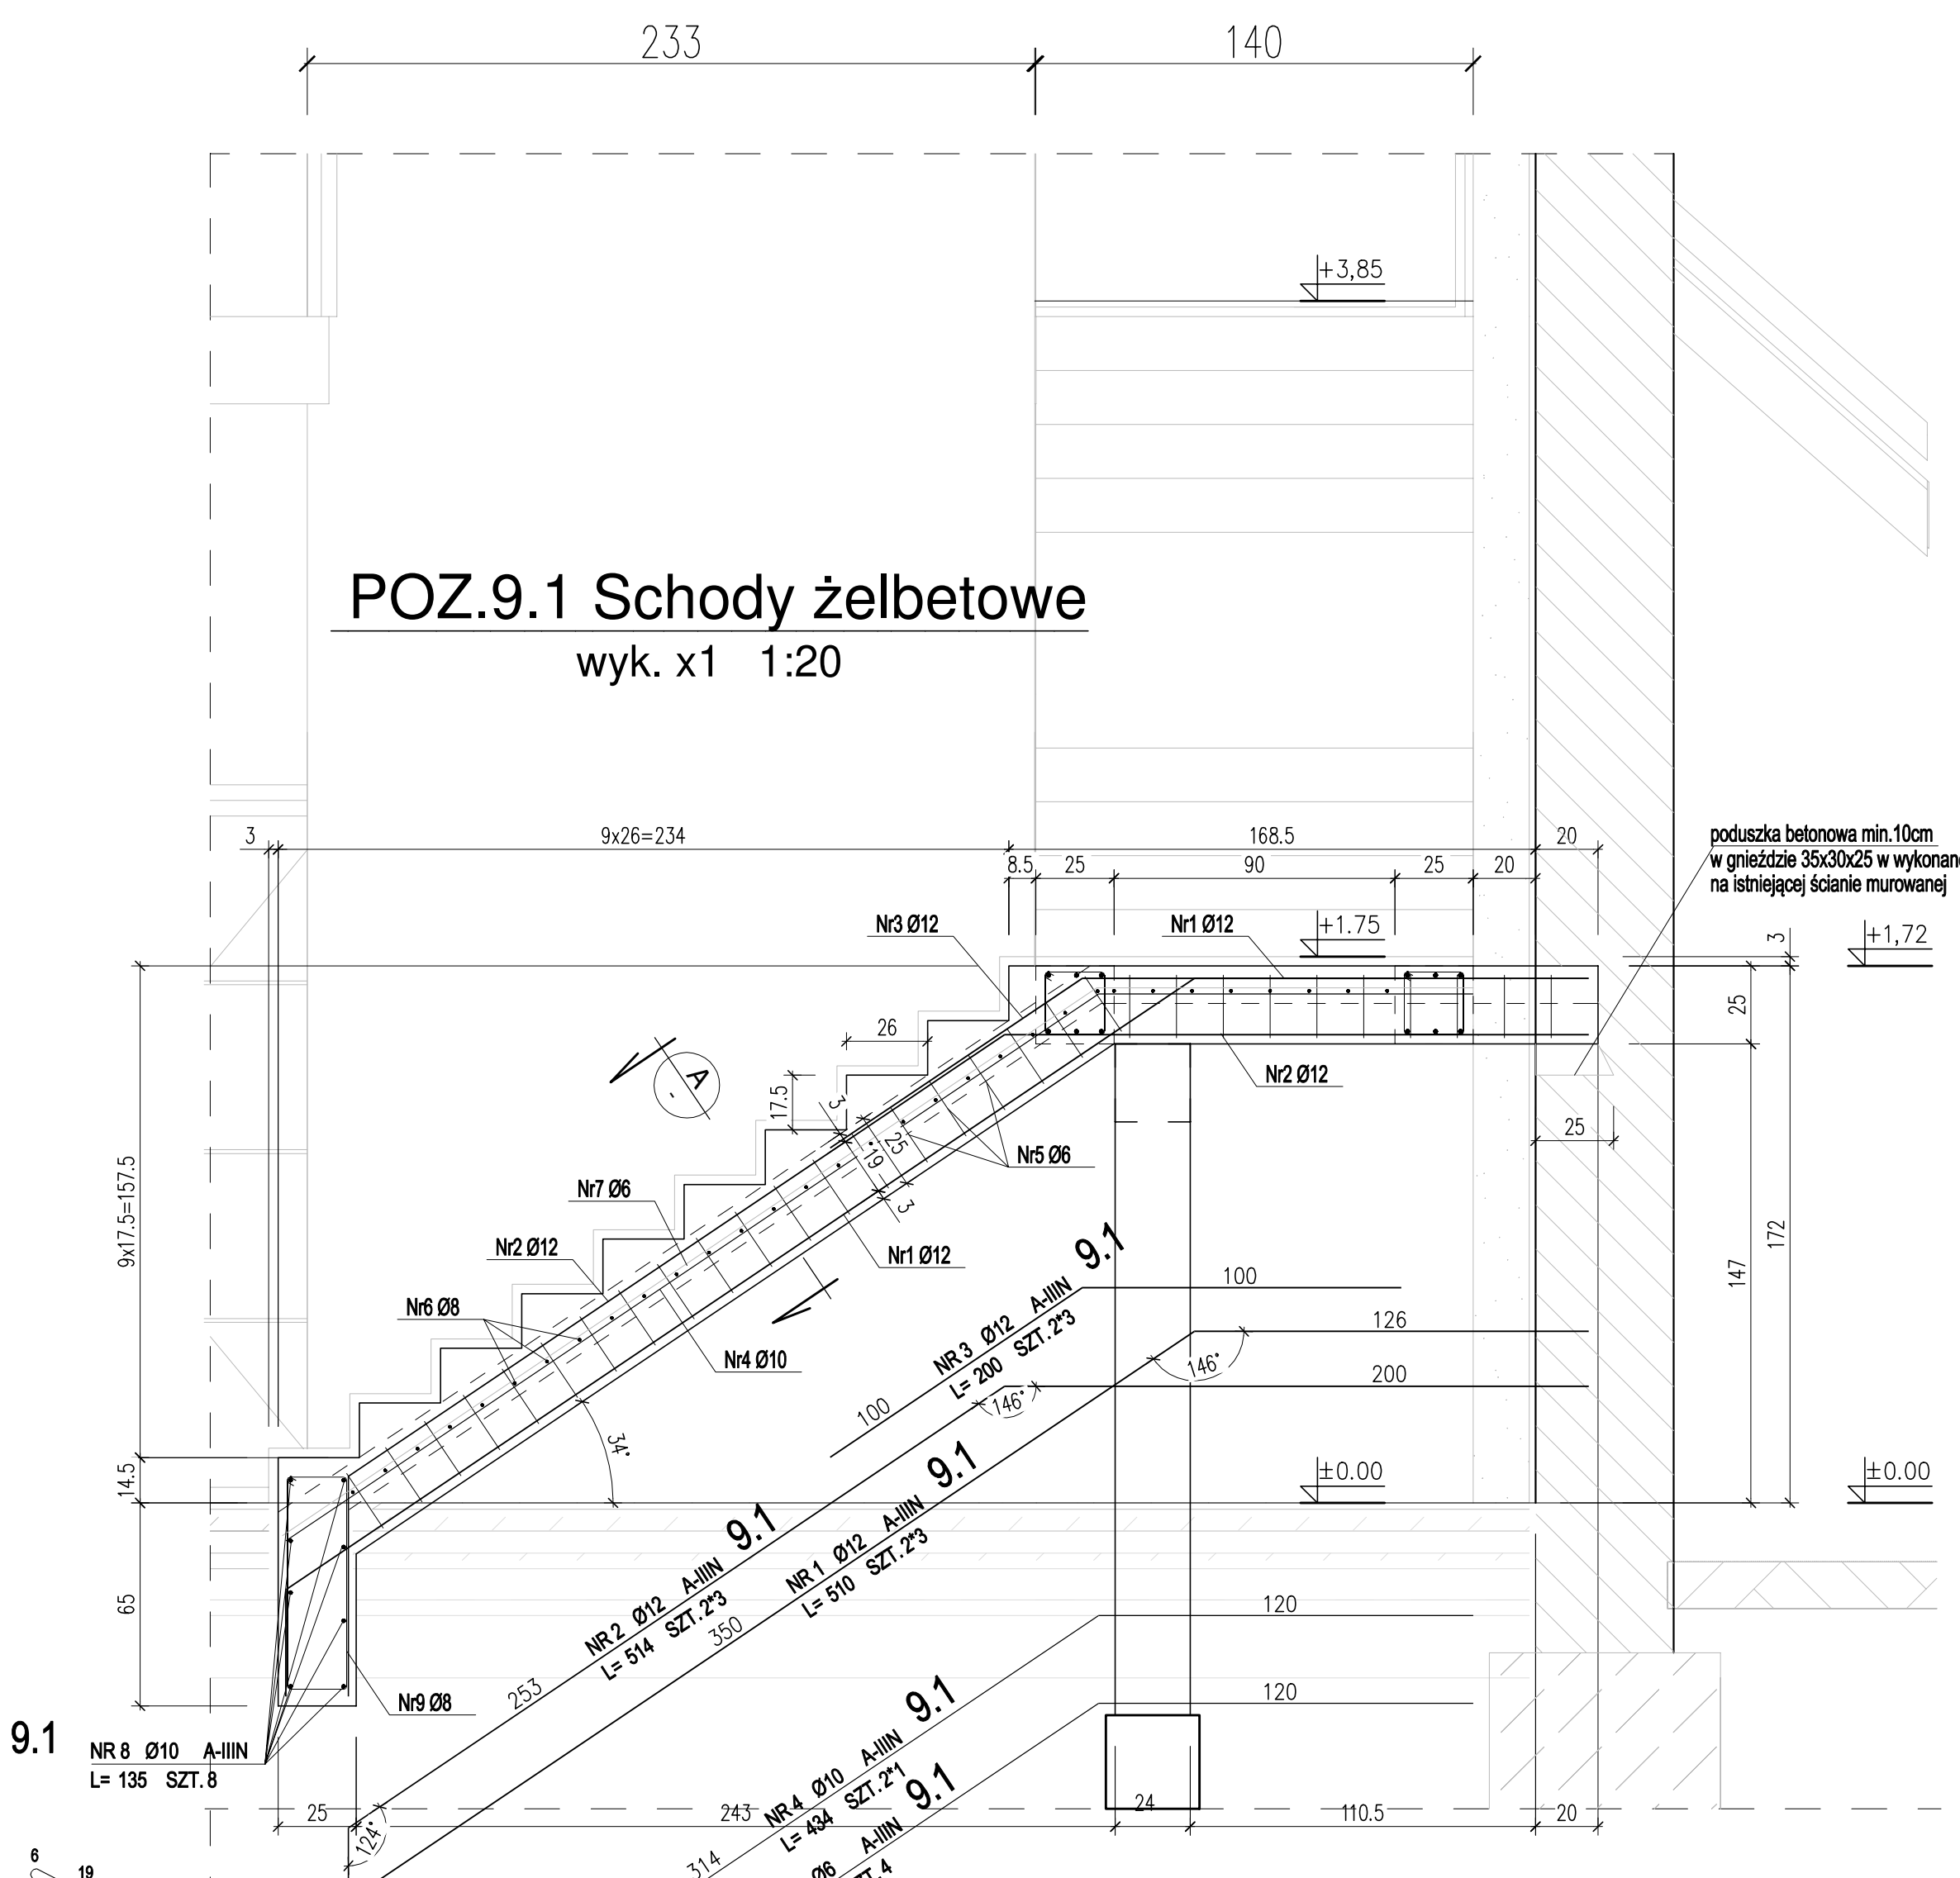 233
140
+3,85
POZ.9.1 Schody żelbetowe
wyk. x1 1:20
3
9x26=234
168.5
20
8.5
25
90
25
20
poduszka betonowa min.10cm
w gnieździe 35x30x25 w wykonane
na istniejącej ścianie murowanej
Nr3 Ø12
+1.75
Nr1 Ø12
3
+1,72
26
A
-
17.5
3
25
19
3
Nr2 Ø12
25
25
Nr5 Ø6
Nr7 Ø6
9x17.5=157.5
Nr2 Ø12
Nr1 Ø12
9.1
172
147
100
Nr6 Ø8
NR 3 Ø12 A-IIIN
L= 200 SZT. 2*3
126
146°
Nr4 Ø10
200
100
146°
34°
9.1
14.5
±0.00
±0.00
9.1
NR 1 Ø12 A-IIIN
L= 510 SZT. 2*3
65
NR 2 Ø12 A-IIIN
L= 514 SZT. 2*3
350
120
253
Nr9 Ø8
120
9.1
9.1
NR 8 Ø10 A-IIIN
L= 135 SZT. 8
NR 4 Ø10 A-IIIN
L= 434 SZT. 2*1
9.1
25
243
24
110.5
20
124°
314
Ø6 A-IIIN
ZT. 4
6
19